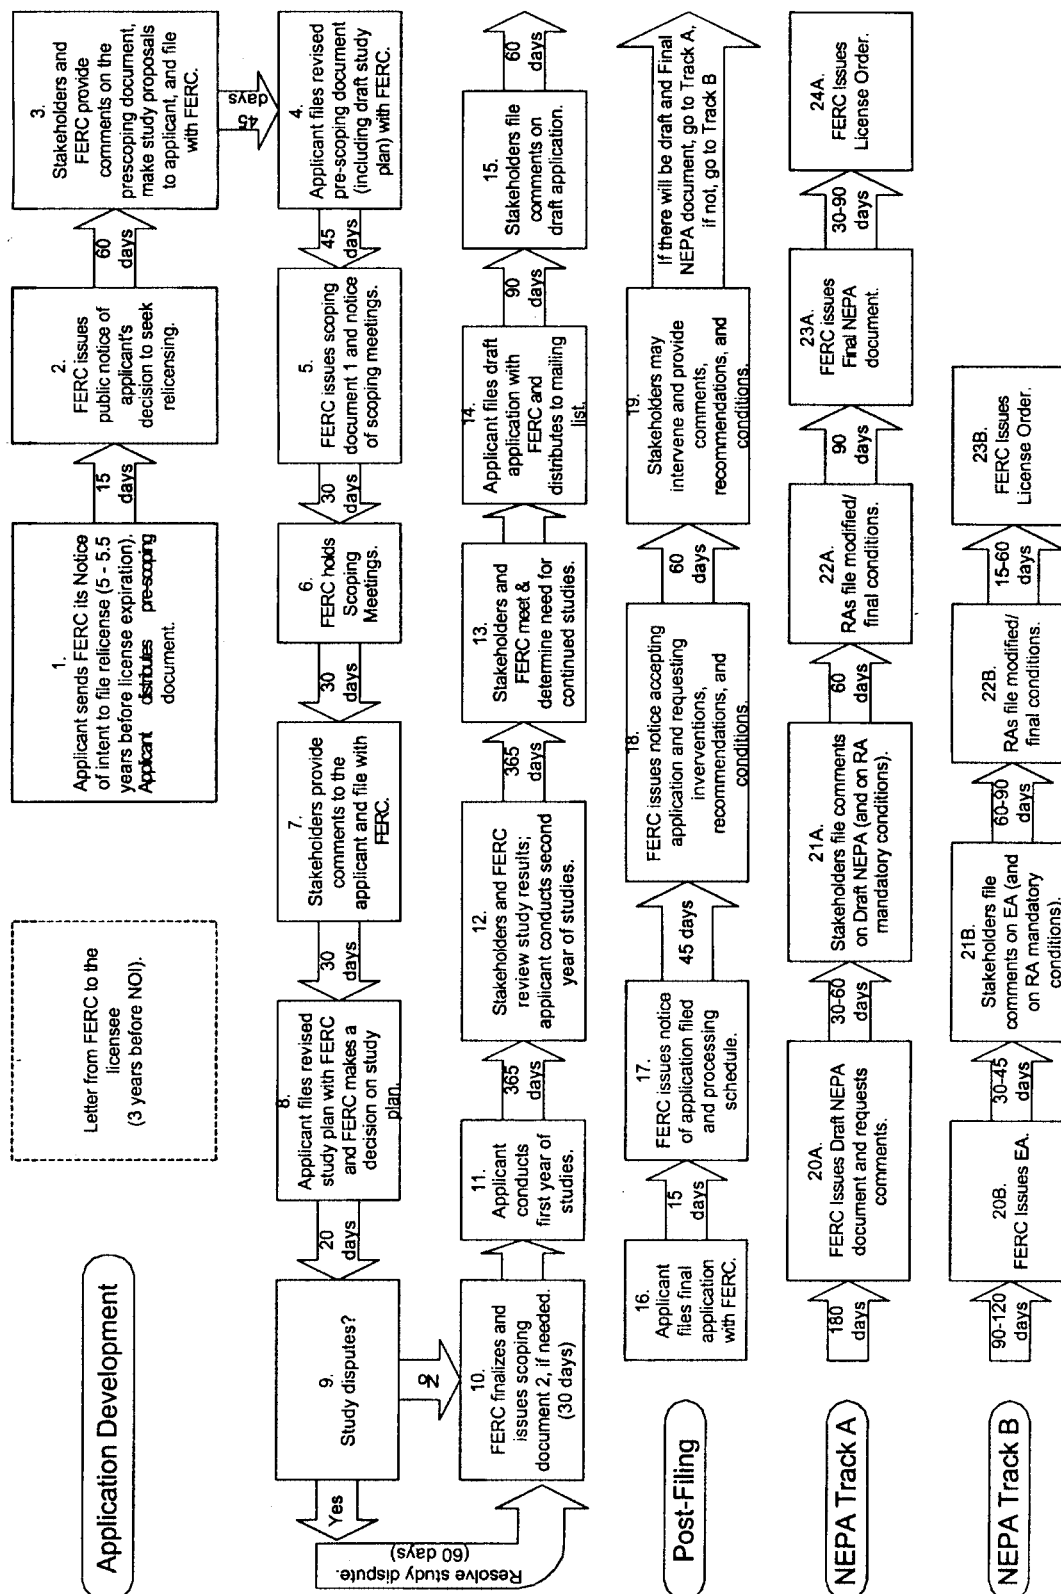 Application Development
Letter from FERC to the
licensee
(3 years before NOI).
1.
Applicant sends FERC its Notice
of intent to file relicense (5 - 5.5
years before license expiration).
Applicant distributes pre-scoping
document.
15
days
2.
FERC issues
public notice of
applicant's
decision to seek
relicensing.
60
days
3.
Stakeholders and
FERC provide
comments on the
prescoping document,
make study proposals
to applicant, and file
with FERC.
45
days
4.
Applicant files revised
pre-scoping document
(including draft study
plan) with FERC.
45
days
5.
FERC issues scoping
document 1 and notice
of scoping meetings.
30
days
6.
FERC holds
Scoping
Meetings.
30
days
7.
Stakeholders provide
comments to the
applicant and file with
FERC.
30
days
8.
Applicant files revised
study plan with FERC
and FERC makes a
decision on study
plan.
20
days
9.
Study disputes?
Yes
Resolve study dispute.
(60 days)
No
10.
FERC finalizes and
issues scoping
document 2, if needed.
(30 days)
11.
Applicant
conducts
first year of
studies.
365
days
12.
Stakeholders and FERC
review study results;
applicant conducts second
year of studies.
365
days
13.
Stakeholders and
FERC meet &
determine need for
continued studies.
14.
Applicant files draft
application with
FERC and
distributes to mailing
list.
90
days
15.
Stakeholders file
comments on
draft application.
60
days
Post-Filing
16.
Applicant
files final
application
with FERC.
15
days
17.
FERC issues notice
of application filed
and processing
schedule.
45 days
18.
FERC issues notice accepting
application and requesting
inverventions,
recommendations, and
conditions.
60
days
19.
Stakeholders may
intervene and provide
comments,
recommendations, and
conditions.
If there will be draft and Final
NEPA document, go to Track A,
if not, go to Track B
NEPA Track A
180
days
20A.
FERC Issues Draft NEPA
document and requests
comments.
30-60
days
21A.
Stakeholders file comments
on Draft NEPA (and on RA
mandatory conditions).
60
days
22A.
RAs file modified/
final conditions.
90
days
23A.
FERC issues
Final NEPA
document.
30-90
days
24A.
FERC Issues
License Order.
NEPA Track B
90-120
days
20B.
FERC Issues EA.
30-45
days
21B.
Stakeholders file
comments on EA (and
on RA mandatory
conditions).
60-90
days
22B.
RAs file modified/
final conditions.
15-60
days
23B.
FERC Issues
License Order.